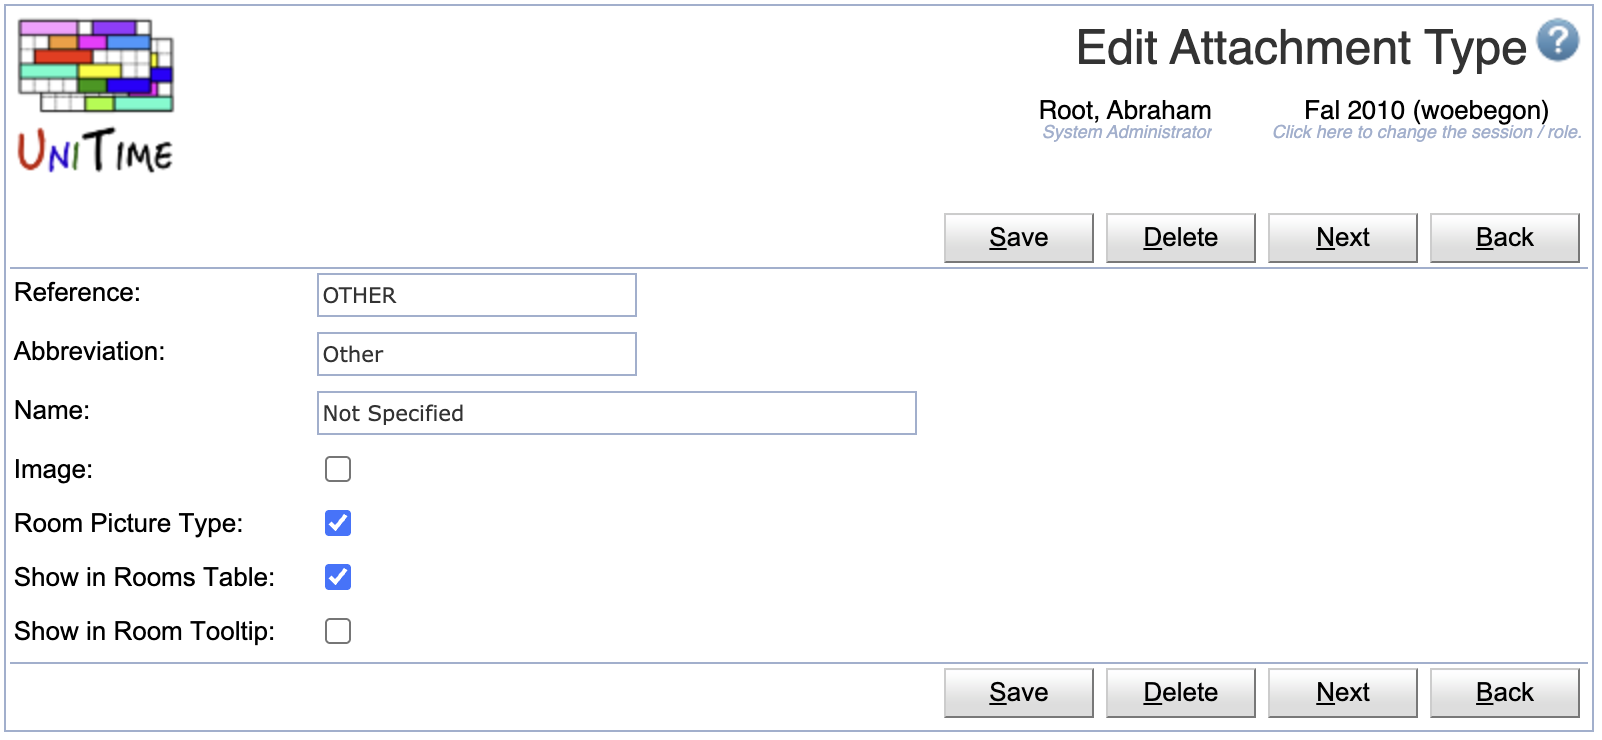 Edit Attachment Type ?
Root, Abraham Fal 2010 (woebegon)
System Administrator Click here to change the session / role.
UNITIME
Save Delete Next Back
Reference: OTHER
Abbreviation: Other
Name: Not Specified
Image:
Room Picture Type:
Show in Rooms Table:
Show in Room Tooltip:
Save Delete Next Back